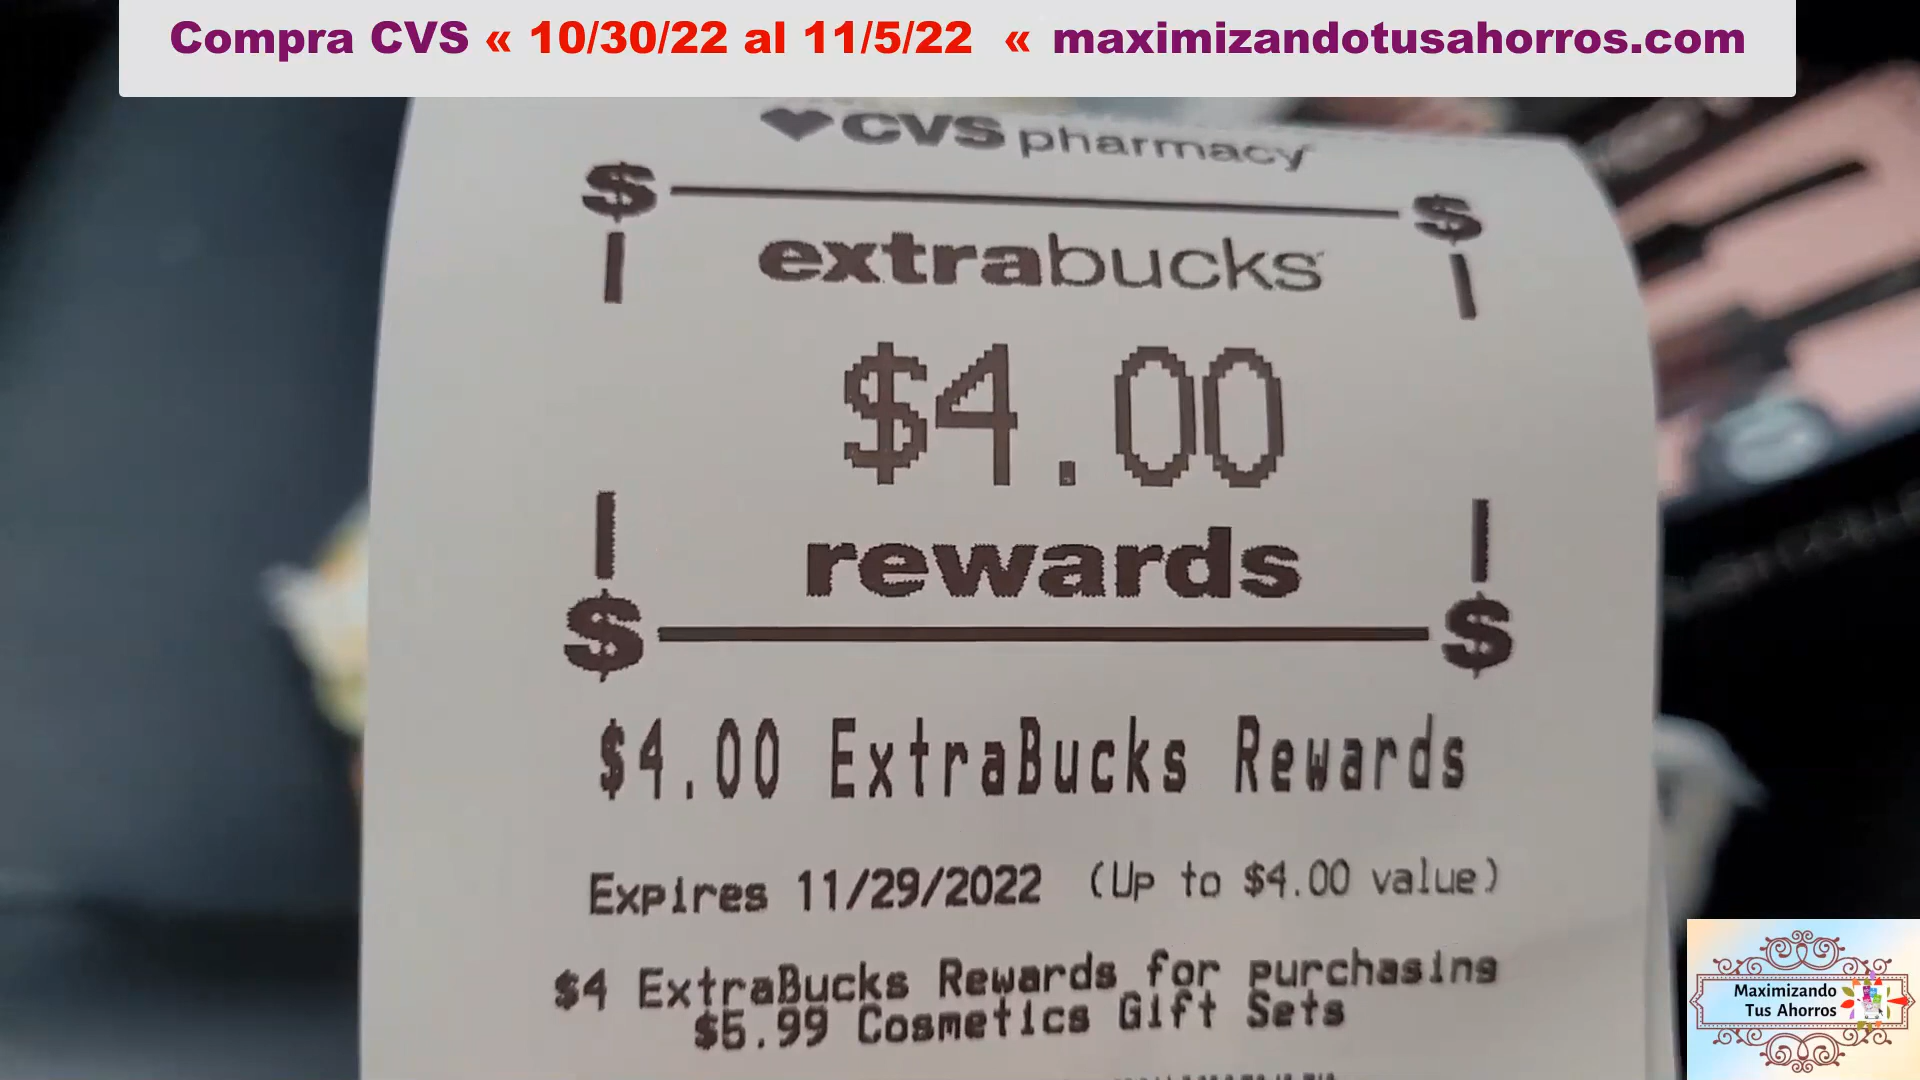 Compra CVS « 10/30/22 al 11/5/22 « maximizandotusahorros.com
CVS pharmacy
$ $
extrabucks
$4.00
rewards
$ $
$4.00 ExtraBucks Rewards
Expires 11/29/2022 (Up to $4.00 value)
$4 ExtraBucks Rewards for purchasing
$5.99 Cosmetics Gift Sets
Maximizando
Tus Ahorros